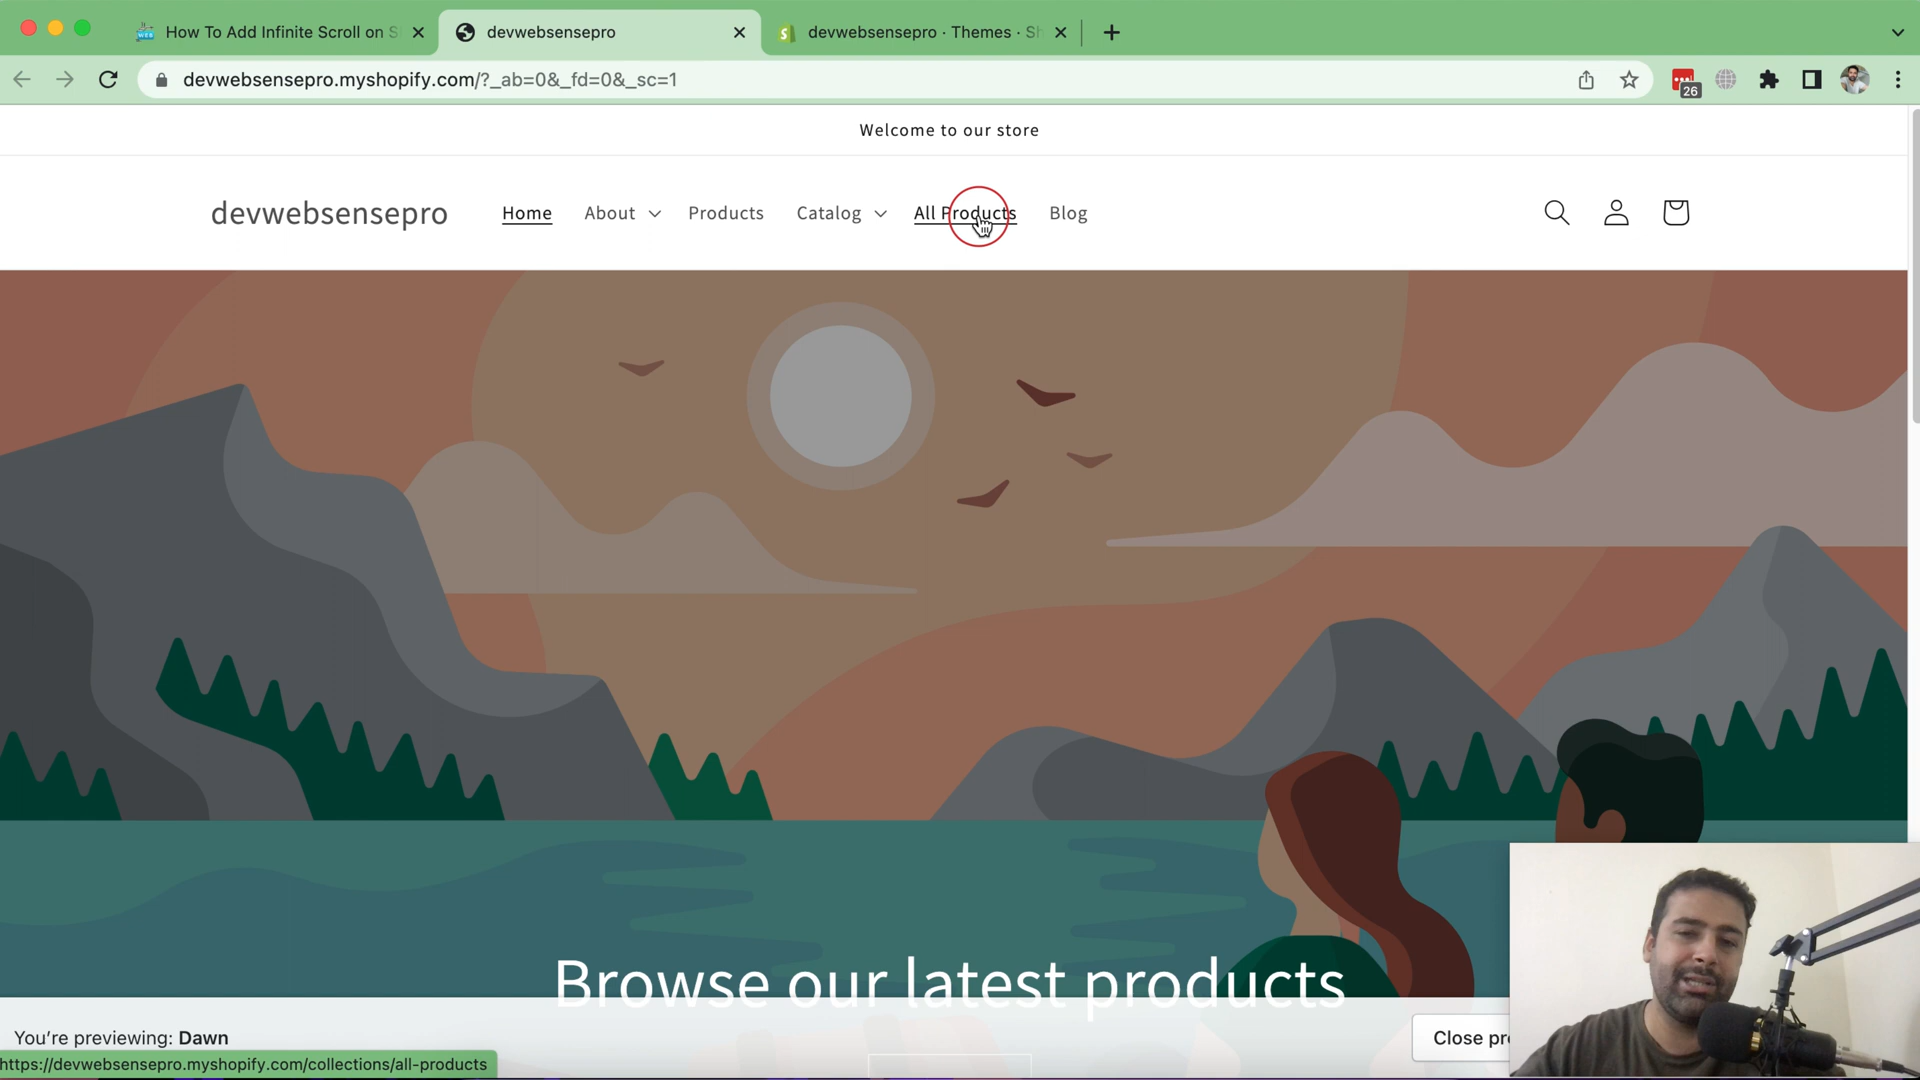 How To Add Infinite Scroll on S
devwebsensepro
devwebsensepro · Themes · Sh
devwebsensepro.myshopify.com/?_ab=0&_fd=0&_sc=1
26
Welcome to our store
devwebsensepro
Home
About
Products
Catalog
All Products
Blog
Browse our latest products
You're previewing: Dawn
Close pre
https://devwebsensepro.myshopify.com/collections/all-products